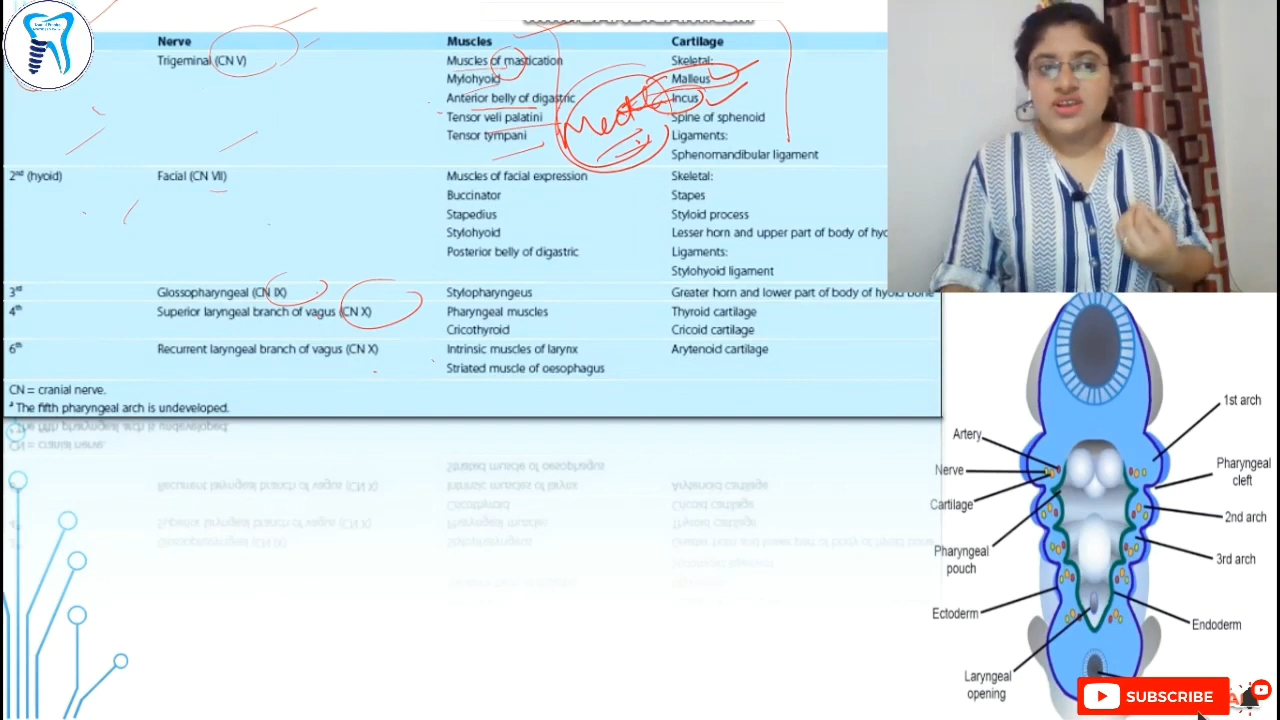 Nerve Muscles Cartilage
Trigeminal (CN V) Muscles of mastication Skeletal:
Mylohyoid Malleus
Anterior belly of digastric Incus
Tensor veli palatini Spine of sphenoid
Tensor tympani Ligaments:
Sphenomandibular ligament
2nd (hyoid) Facial (CN VII) Muscles of facial expression Skeletal:
Buccinator Stapes
Stapedius Styloid process
Stylohyoid Lesser horn and upper part of body of hyo
Posterior belly of digastric Ligaments:
Stylohyoid ligament
3rd Glossopharyngeal (CN IX) Stylopharyngeus Greater horn and lower part of body of hyoid bone
4th Superior laryngeal branch of vagus (CN X) Pharyngeal muscles Thyroid cartilage
Cricothyroid Cricoid cartilage
6th Recurrent laryngeal branch of vagus (CN X) Intrinsic muscles of larynx Arytenoid cartilage
Striated muscle of oesophagus
CN = cranial nerve.
The fifth pharyngeal arch is undeveloped.
1st arch
Artery
Nerve
Pharyngeal
cleft
Cartilage
2nd arch
Pharyngeal
pouch
3rd arch
Ectoderm
Endoderm
Laryngeal
opening
SUBSCRIBE